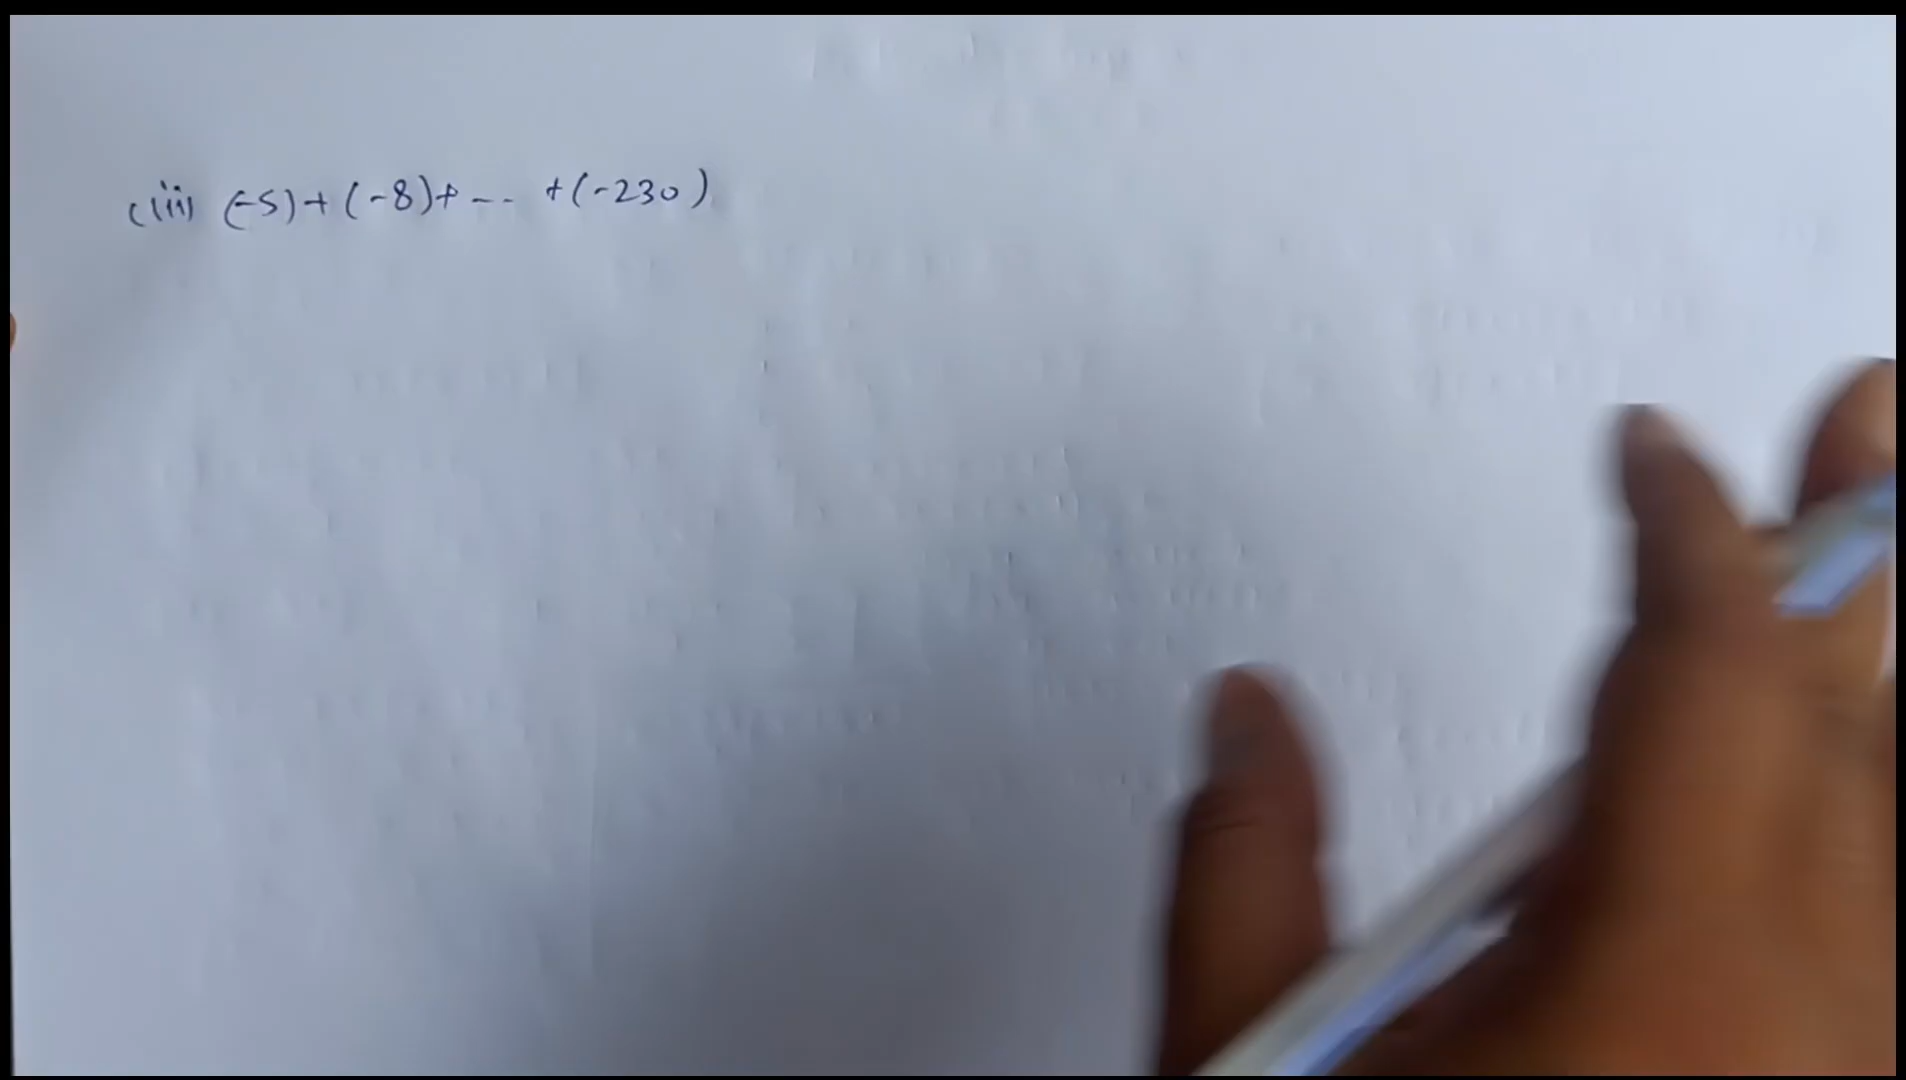 (iii) (-5)+(-8)+ --- +(-230)